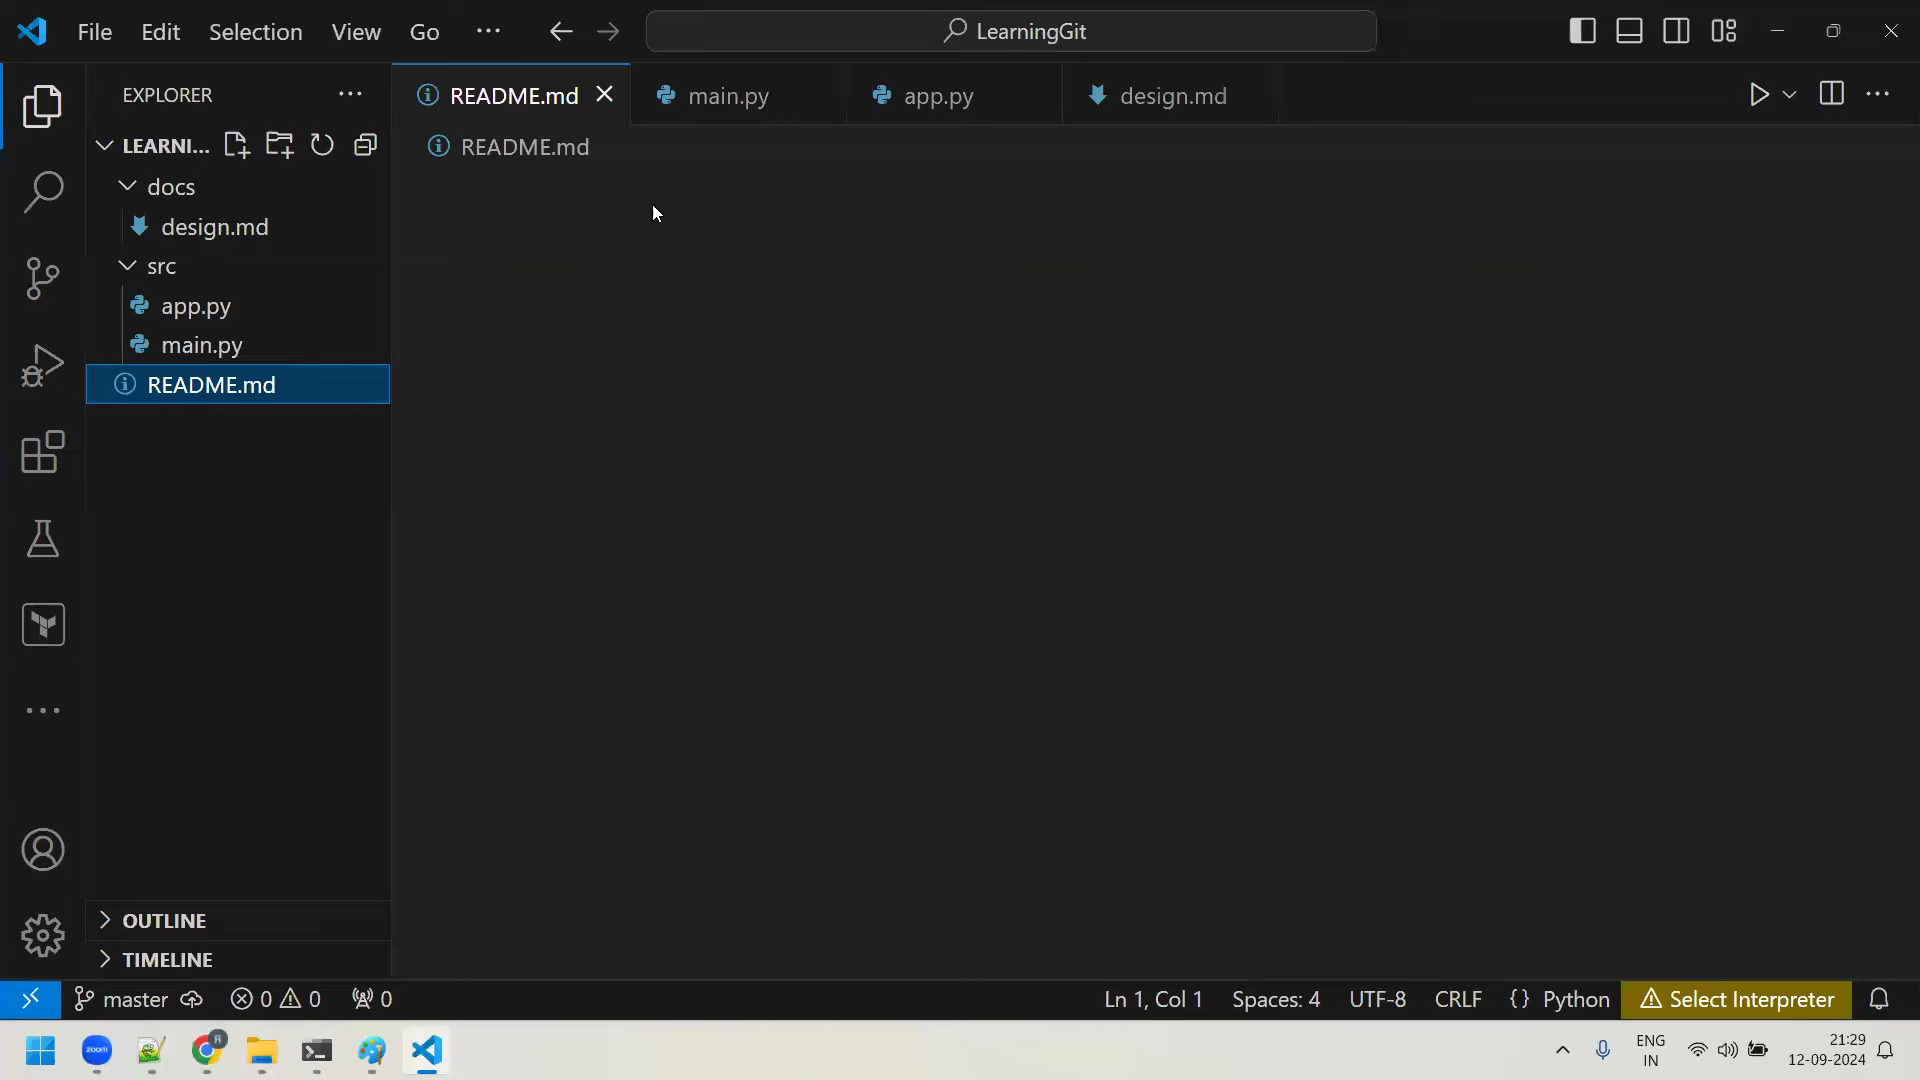 File Edit Selection View Go ··· LearningGit
EXPLORER ···
README.md main.py app.py design.md ···
LEARNI...
README.md
docs
design.md
src
app.py
main.py
README.md
···
OUTLINE
TIMELINE
master 0 0 0 Ln 1, Col 1 Spaces: 4 UTF-8 CRLF {} Python Select Interpreter
zoom R ENG 21:29
IN 12-09-2024